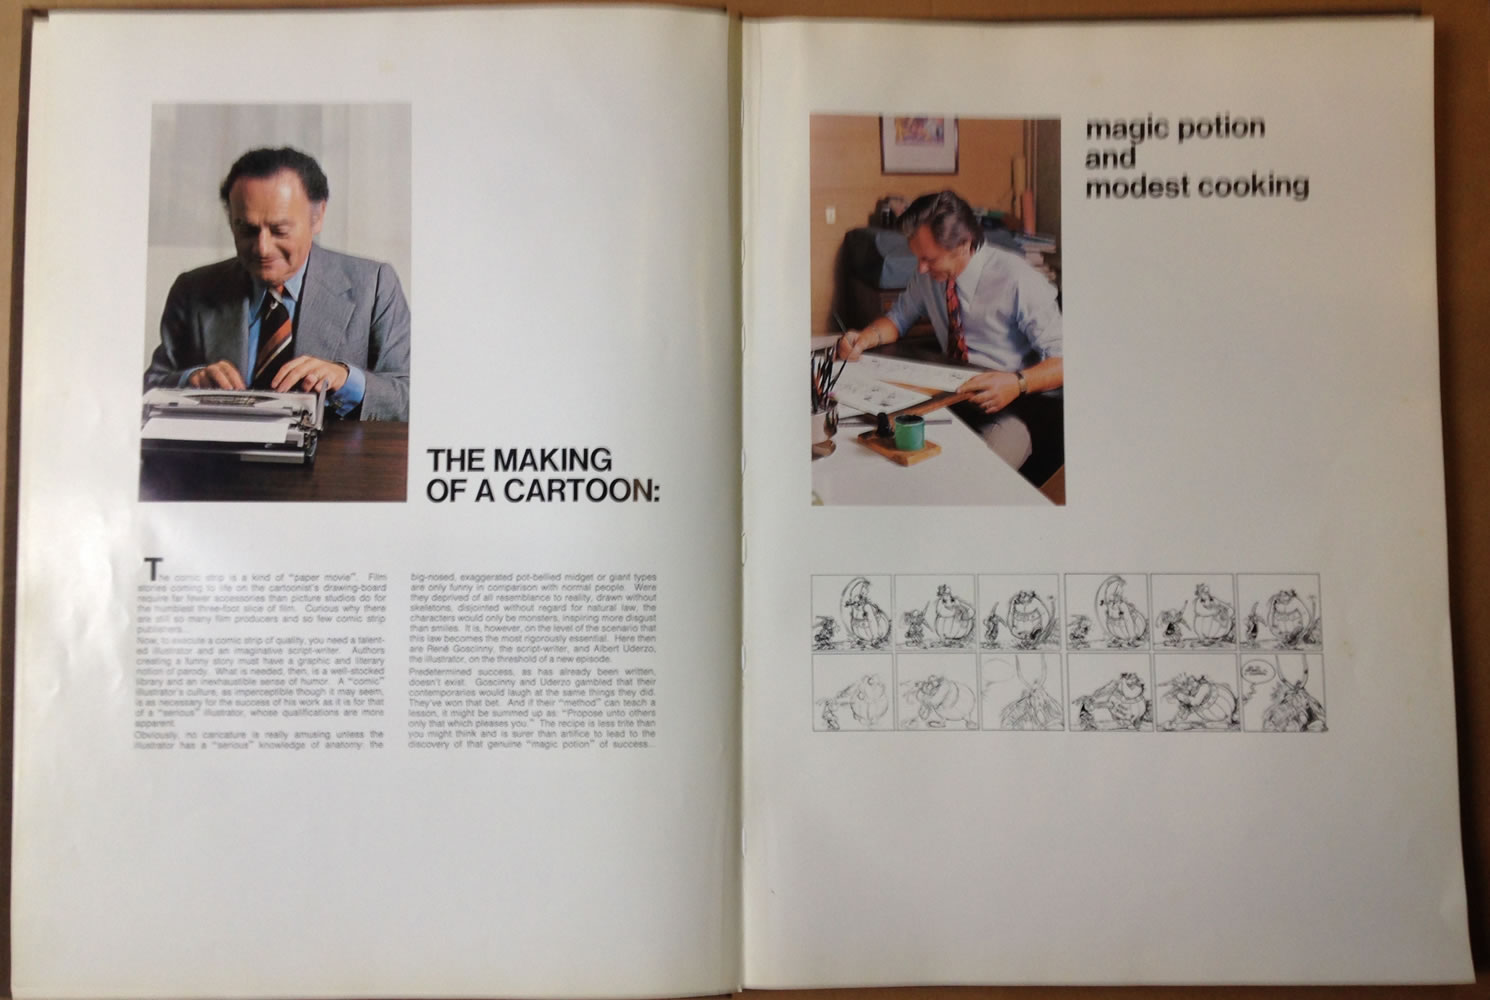 THE MAKING
OF A CARTOON:
The comic strip is a kind of "paper movie". Film
stories coming to life on the cartoonist's drawing-board
require far fewer accessories than picture studios do for
the humblest three-foot slice of film. Curious why there
are still so many film producers and so few comic strip
publishers...
Now, to execute a comic strip of quality, you need a talent-
ed illustrator and an imaginative script-writer. Authors
creating a funny story must have a graphic and literary
notion of parody. What is needed, then, is a well-stocked
library and an inexhaustible sense of humor. A "comic"
illustrator's culture, as imperceptible though it may seem,
is as necessary for the success of his work as it is for that
of a "serious" illustrator, whose qualifications are more
apparent.
Obviously, no caricature is really amusing unless the
illustrator has a "serious" knowledge of anatomy: the
big-nosed, exaggerated pot-bellied midget or giant types
are only funny in comparison with normal people. Were
they deprived of all resemblance to reality, drawn without
skeletons, disjointed without regard for natural law, the
characters would only be monsters, inspiring more disgust
than smiles. It is, however, on the level of the scenario that
this law becomes the most rigorously essential. Here then
are René Goscinny, the script-writer, and Albert Uderzo,
the illustrator, on the threshold of a new episode.
Predetermined success, as has already been written,
doesn't exist. Goscinny and Uderzo gambled that their
contemporaries would laugh at the same things they did.
They've won that bet. And if their "method" can teach a
lesson, it might be summed up as: "Propose unto others
only that which pleases you." The recipe is less trite than
you might think and is surer than artifice to lead to the
discovery of that genuine "magic potion" of success...
magic potion
and
modest cooking